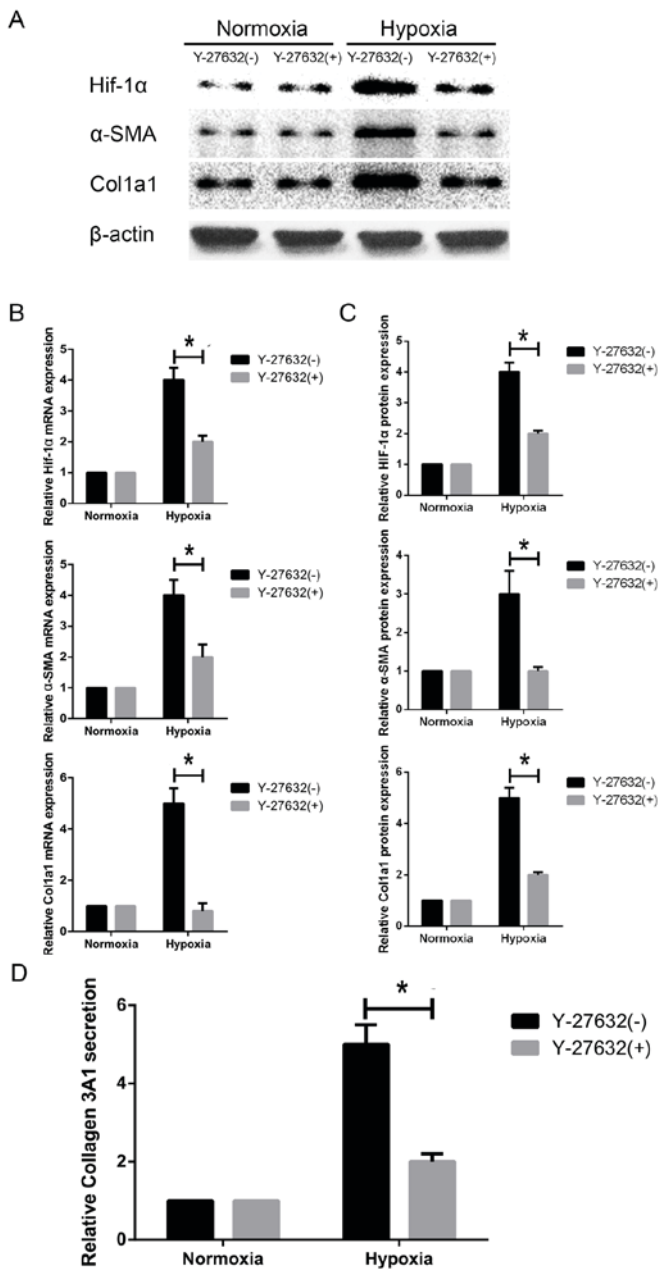 A
Normoxia Hypoxia
Y-27632(-) Y-27632(+) Y-27632(-) Y-27632(+)
Hif-1α
α-SMA
Col1a1
β-actin
B
Relative Hif-1α mRNA expression
5
4
3
2
1
0
*
Y-27632(-)
Y-27632(+)
Normoxia Hypoxia
Relative α-SMA mRNA expression
5
4
3
2
1
0
*
Y-27632(-)
Y-27632(+)
Normoxia Hypoxia
Relative Col1a1 mRNA expression
6
4
2
0
*
Y-27632(-)
Y-27632(+)
Normoxia Hypoxia
C
Relative HIF-1α protein expression
5
4
3
2
1
0
*
Y-27632(-)
Y-27632(+)
Normoxia Hypoxia
Relative α-SMA protein expression
4
3
2
1
0
*
Y-27632(-)
Y-27632(+)
Normoxia Hypoxia
Relative Col1a1 protein expression
6
4
2
0
*
Y-27632(-)
Y-27632(+)
Normoxia Hypoxia
D
Relative Collagen 3A1 secretion
6
4
2
0
*
Y-27632(-)
Y-27632(+)
Normoxia Hypoxia